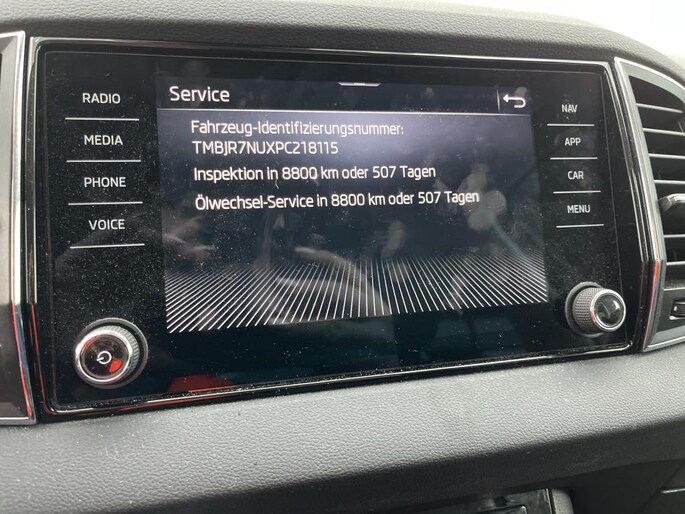 Service
Fahrzeug-Identifizierungsnummer:
TMBJR7NUXPC218115
Inspektion in 8800 km oder 507 Tagen
Ölwechsel-Service in 8800 km oder 507 Tagen
RADIO
MEDIA
PHONE
VOICE
NAV
APP
CAR
MENU